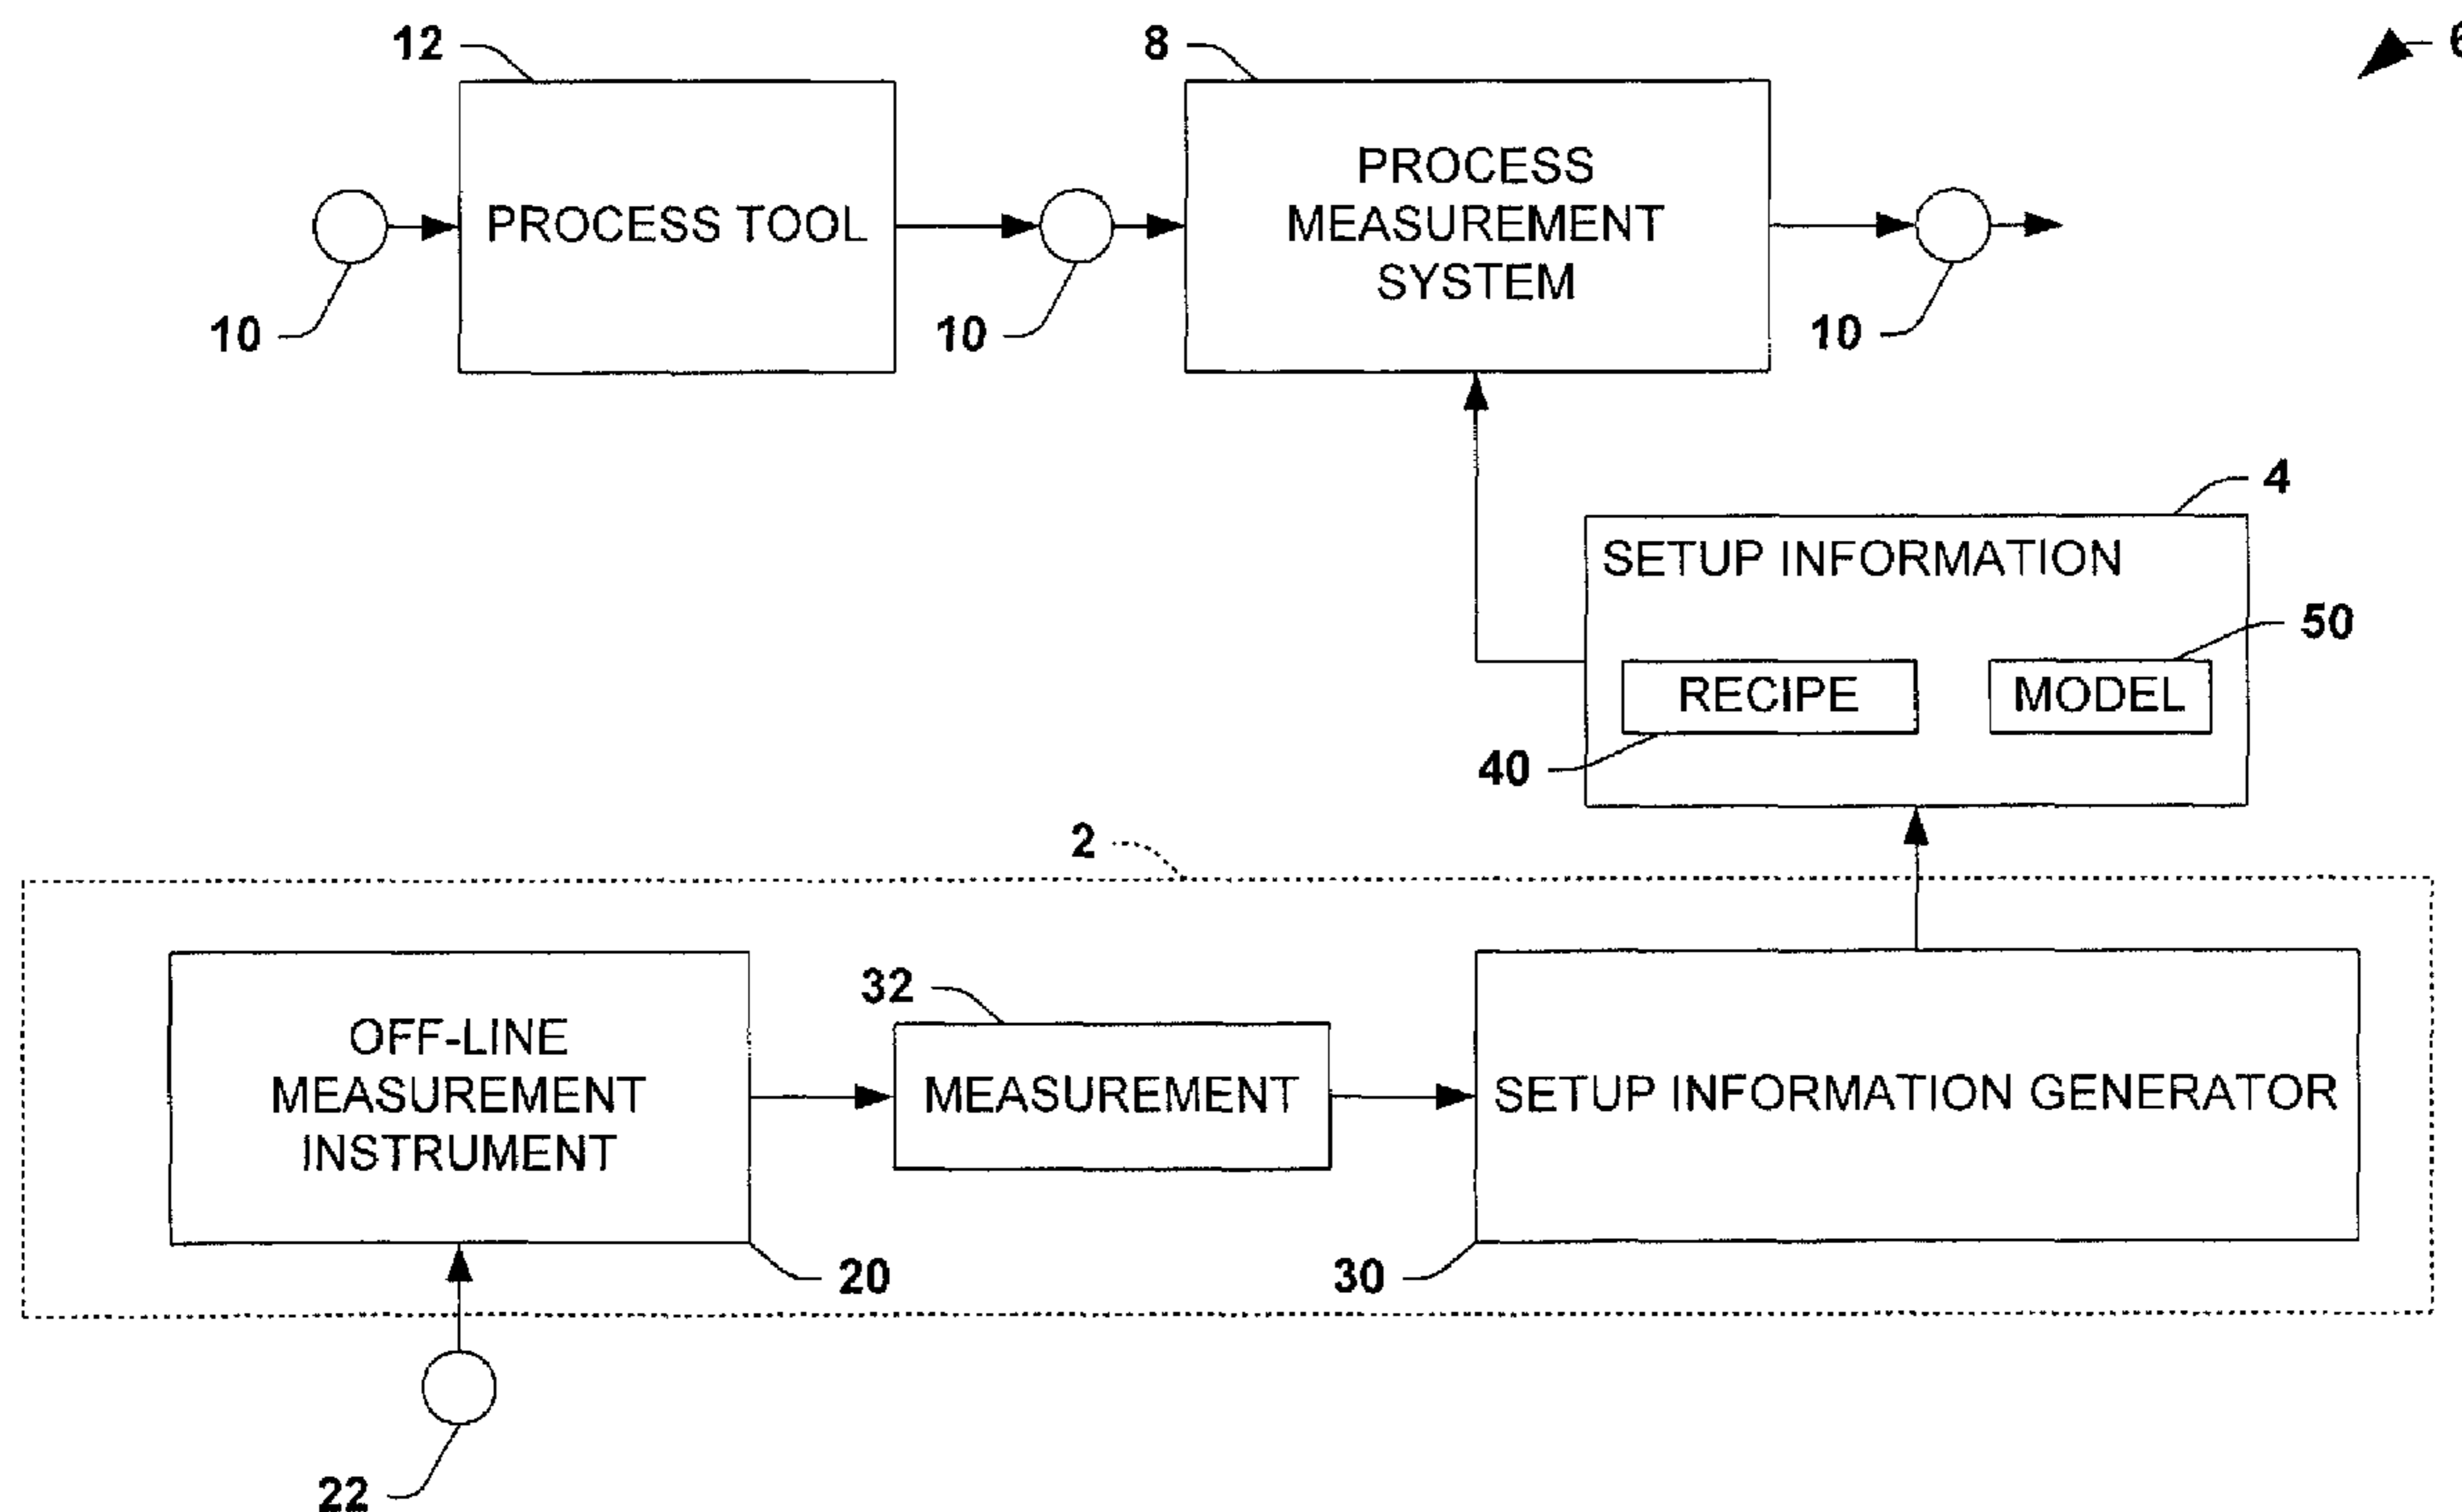 12
8
6
PROCESS TOOL
PROCESS
MEASUREMENT
SYSTEM
10
10
10
4
SETUP INFORMATION
50
RECIPE
MODEL
40
2
32
OFF-LINE
MEASUREMENT
INSTRUMENT
MEASUREMENT
SETUP INFORMATION GENERATOR
20
30
22